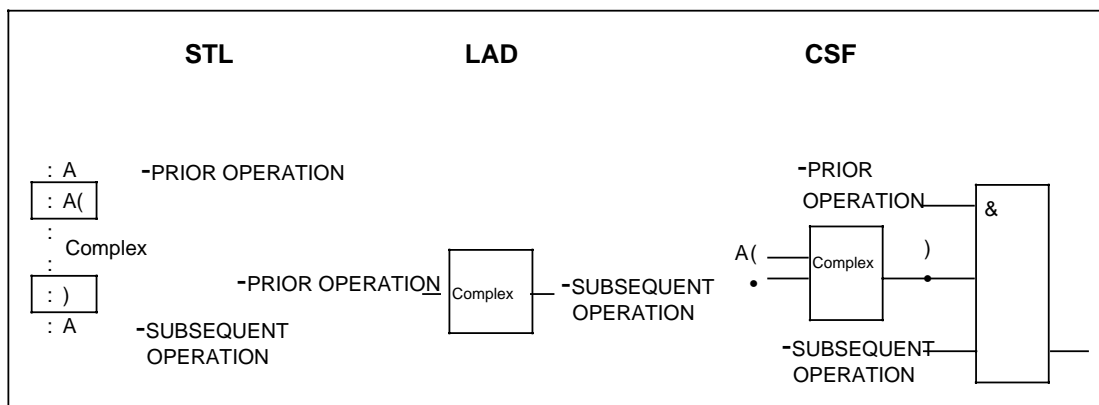 STL LAD CSF
: A -PRIOR OPERATION
: A(
:
Complex
:
: )
: A -SUBSEQUENT
OPERATION
-PRIOR OPERATION Complex -SUBSEQUENT
OPERATION
-PRIOR
OPERATION
&
A( Complex )
•
•
-SUBSEQUENT
OPERATION